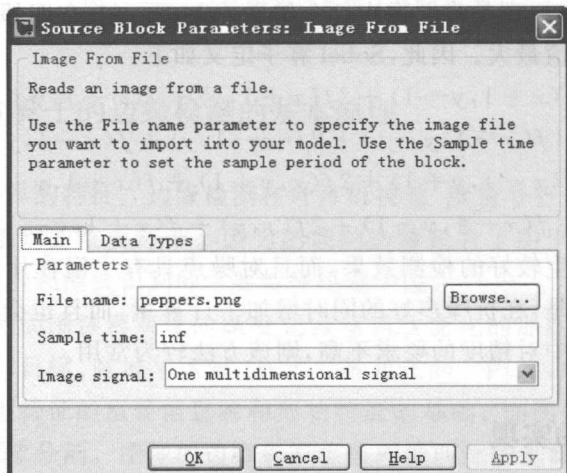 Source Block Parameters: Image From File
Image From File
Reads an image from a file.
Use the File name parameter to specify the image file
you want to import into your model. Use the Sample time
parameter to set the sample period of the block.
Main Data Types
Parameters
File name: peppers.png Browse...
Sample time: inf
Image signal: One multidimensional signal
OK Cancel Help Apply